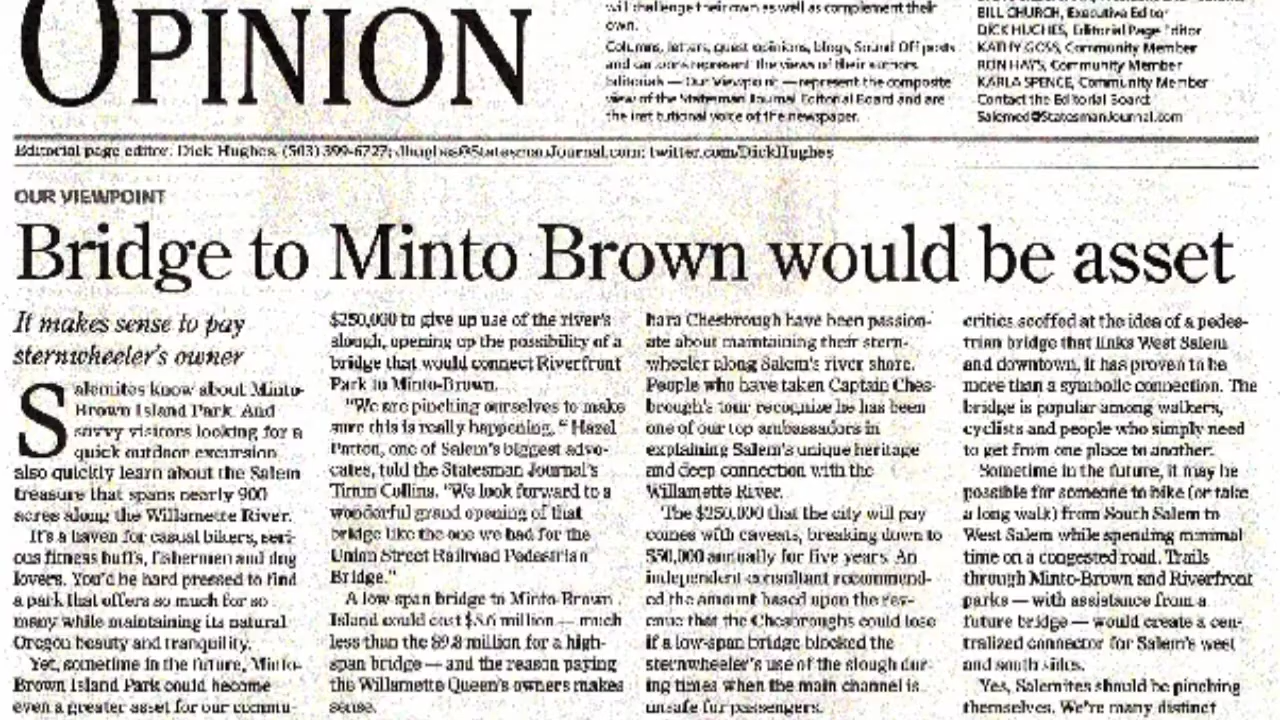 OPINION
will challenge their own as well as complement their
own.
Columns, letters, guest opinions, blogs, Sound Off posts
and cartoons represent the views of their authors.
Editorials — Our Viewpoint — represent the composite
view of the Statesman Journal Editorial Board and are
the institutional voice of the newspaper.
BILL CHURCH, Executive Editor
DICK HUGHES, Editorial Page Editor
KATHY GOSS, Community Member
RON HAYS, Community Member
KARLA SPENCE, Community Member
Contact the Editorial Board:
Salemed@StatesmanJournal.com
Editorial page editor: Dick Hughes, (503) 399-6727; dhughes@StatesmanJournal.com; twitter.com/DickHughes
OUR VIEWPOINT
Bridge to Minto Brown would be asset
It makes sense to pay
sternwheeler's owner
Salemites know about Minto-
Brown Island Park. And
savvy visitors looking for a
quick outdoor excursion
also quickly learn about the Salem
treasure that spans nearly 900
acres along the Willamette River.
It's a haven for casual bikers, seri-
ous fitness buffs, fishermen and dog
lovers. You'd be hard pressed to find
a park that offers so much for so
many while maintaining its natural
Oregon beauty and tranquility.
Yet, sometime in the future, Minto-
Brown Island Park could become
even a greater asset for our commu-
$250,000 to give up use of the river's
slough, opening up the possibility of a
bridge that would connect Riverfront
Park to Minto-Brown.
"We are pinching ourselves to make
sure this is really happening, " Hazel
Patton, one of Salem's biggest advo-
cates, told the Statesman Journal's
Timm Collins. "We look forward to a
wonderful grand opening of that
bridge like the one we had for the
Union Street Railroad Pedestrian
Bridge."
A low-span bridge to Minto-Brown
Island could cost million — much
less than the $9.8 million for a high-
span bridge — and the reason paying
the Willamette Queen's owners makes
sense.
Chesbrough have been passion-
ate about maintaining their stern-
wheeler along Salem's river shore.
People who have taken Captain Ches-
brough's tour recognize he has been
one of our top ambassadors in
explaining Salem's unique heritage
and deep connection with the
Willamette River.
The $250,000 that the city will pay
comes with caveats, breaking down to
$50,000 annually for five years. An
independent consultant recommend-
ed the amount based upon the rev-
enue that the Chesbroughs could lose
if a low-span bridge blocked the
sternwheeler's use of the slough dur-
ing times when the main channel is
unsafe for passengers.
critics scoffed at the idea of a pedes-
trian bridge that links West Salem
and downtown, it has proven to be
more than a symbolic connection. The
bridge is popular among walkers,
cyclists and people who simply need
to get from one place to another.
Sometime in the future, it may be
possible for someone to bike (or take
a long walk) from South Salem to
West Salem while spending minimal
time on a congested road. Trails
through Minto-Brown and Riverfront
parks — with assistance from a
future bridge — would create a cen-
tralized connector for Salem's west
and south sides.
Yes, Salemites should be pinching
themselves. We're many distinct